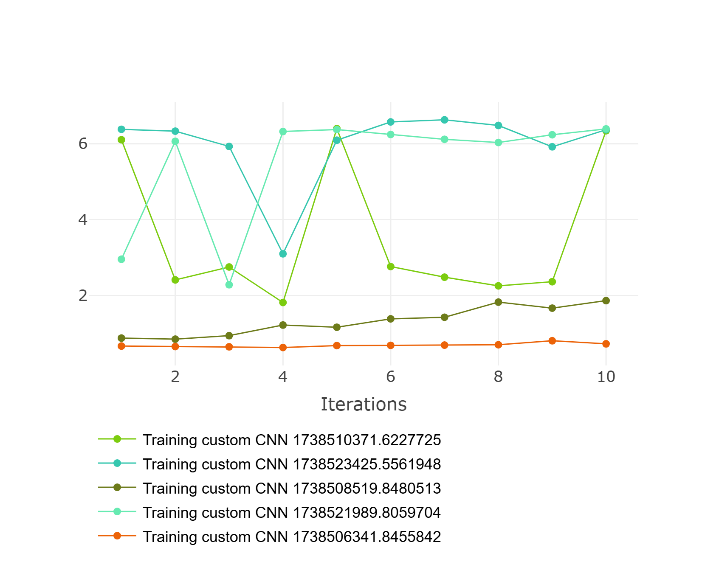 6
4
2
2 4 6 8 10
Iterations
Training custom CNN 1738510371.6227725
Training custom CNN 1738523425.5561948
Training custom CNN 1738508519.8480513
Training custom CNN 1738521989.8059704
Training custom CNN 1738506341.8455842